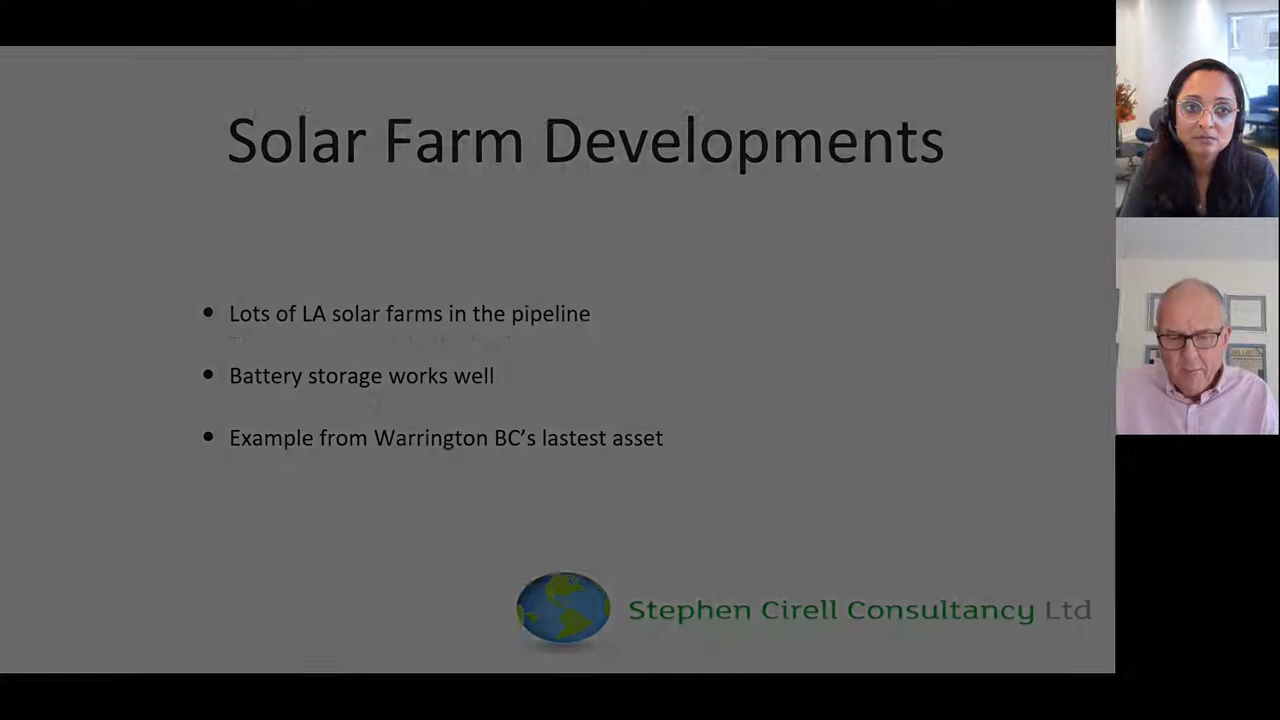 Solar Farm Developments
• Lots of LA solar farms in the pipeline
• Battery storage works well
• Example from Warrington BC’s lastest asset
Stephen Cirell Consultancy Ltd